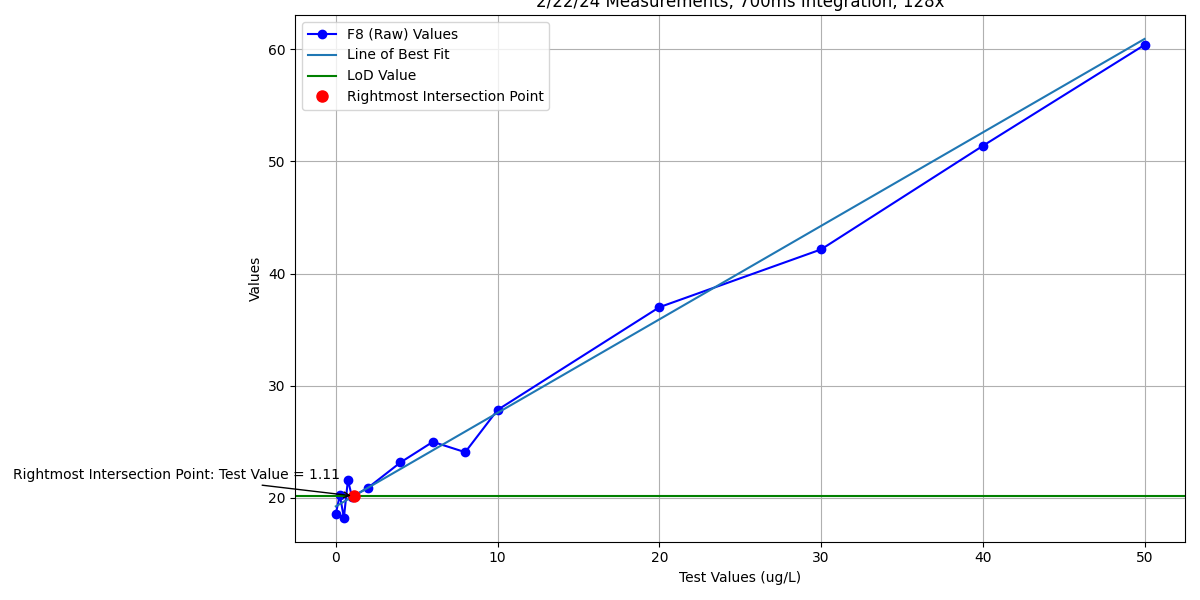 2/22/24 Measurements, 700ms Integration, 128x
F8 (Raw) Values
Line of Best Fit
LoD Value
Rightmost Intersection Point
60
50
40
30
20
Values
Rightmost Intersection Point: Test Value = 1.11
0 10 20 30 40 50
Test Values (ug/L)